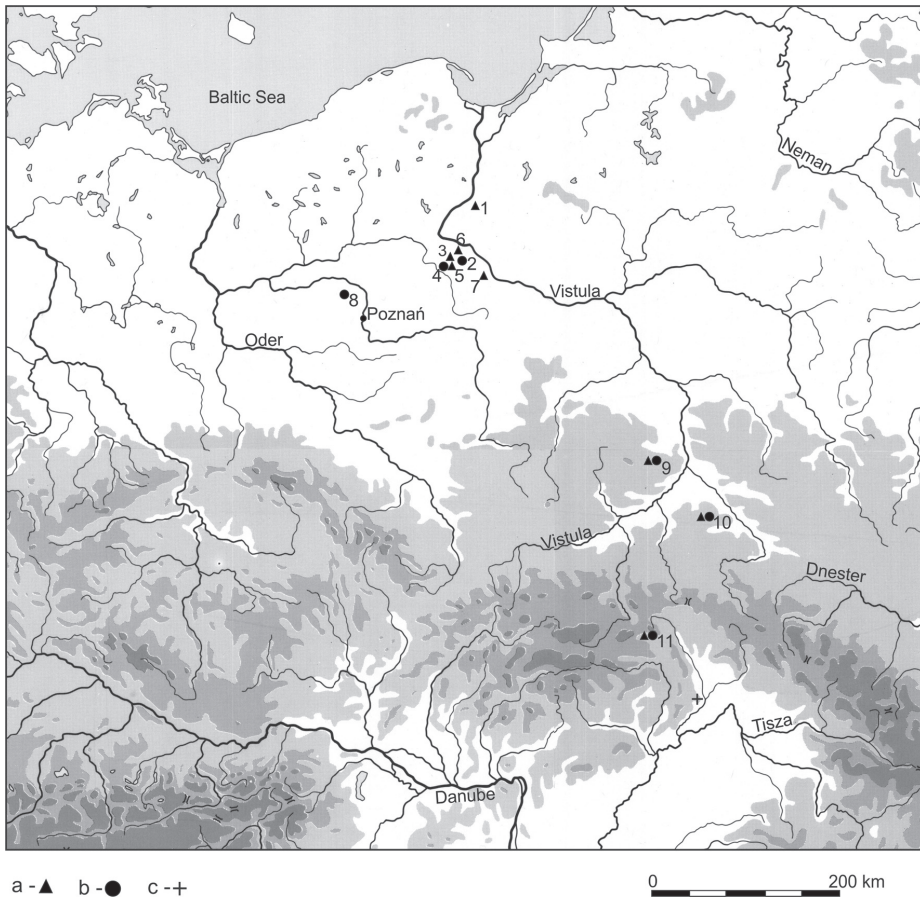 Baltic Sea
Neman
1
6
3
2
4
5
7
Vistula
8
Poznań
Oder
9
10
Vistula
Dnester
11
Tisza
Danube
a - ▲ b - ● c - +
0 200 km